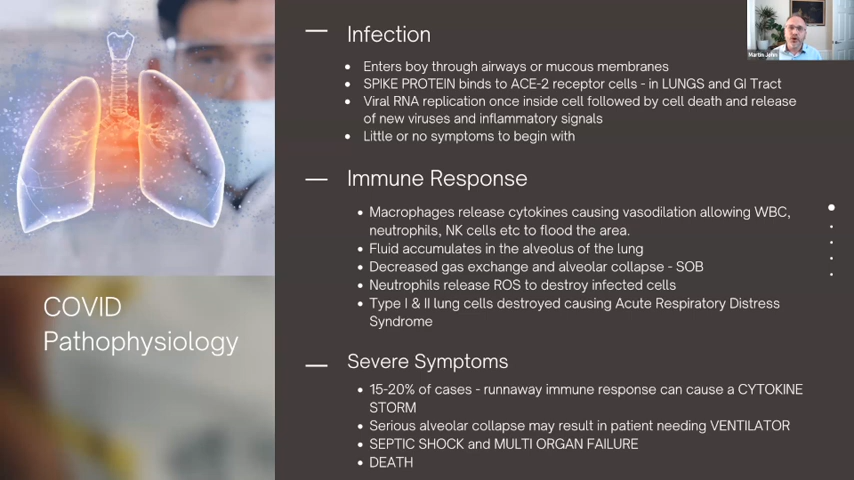 Infection
Enters boy through airways or mucous membranes
SPIKE PROTEIN binds to ACE-2 receptor cells - in LUNGS and GI Tract
Viral RNA replication once inside cell followed by cell death and release
of new viruses and inflammatory signals
Little or no symptoms to begin with
Immune Response
Macrophages release cytokines causing vasodilation allowing WBC,
neutrophils, NK cells etc to flood the area.
Fluid accumulates in the alveolus of the lung
Decreased gas exchange and alveolar collapse - SOB
Neutrophils release ROS to destroy infected cells
Type I & II lung cells destroyed causing Acute Respiratory Distress
Syndrome
Severe Symptoms
15-20% of cases - runnaway immune response can cause a CYTOKINE
STORM
Serious alveolar collapse may result in patient needing VENTILATOR
SEPTIC SHOCK and MULTI ORGAN FAILURE
DEATH
COVID
Pathophysiology
Martin Jehn